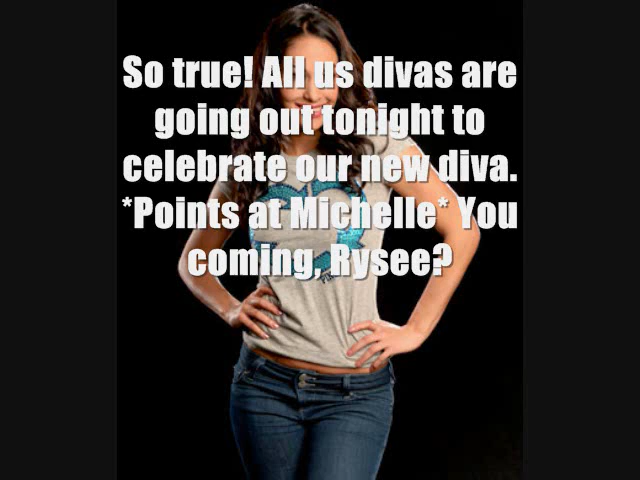 So true! All us divas are
going out tonight to
celebrate our new diva.
*Points at Michelle* You
coming, Rysee?